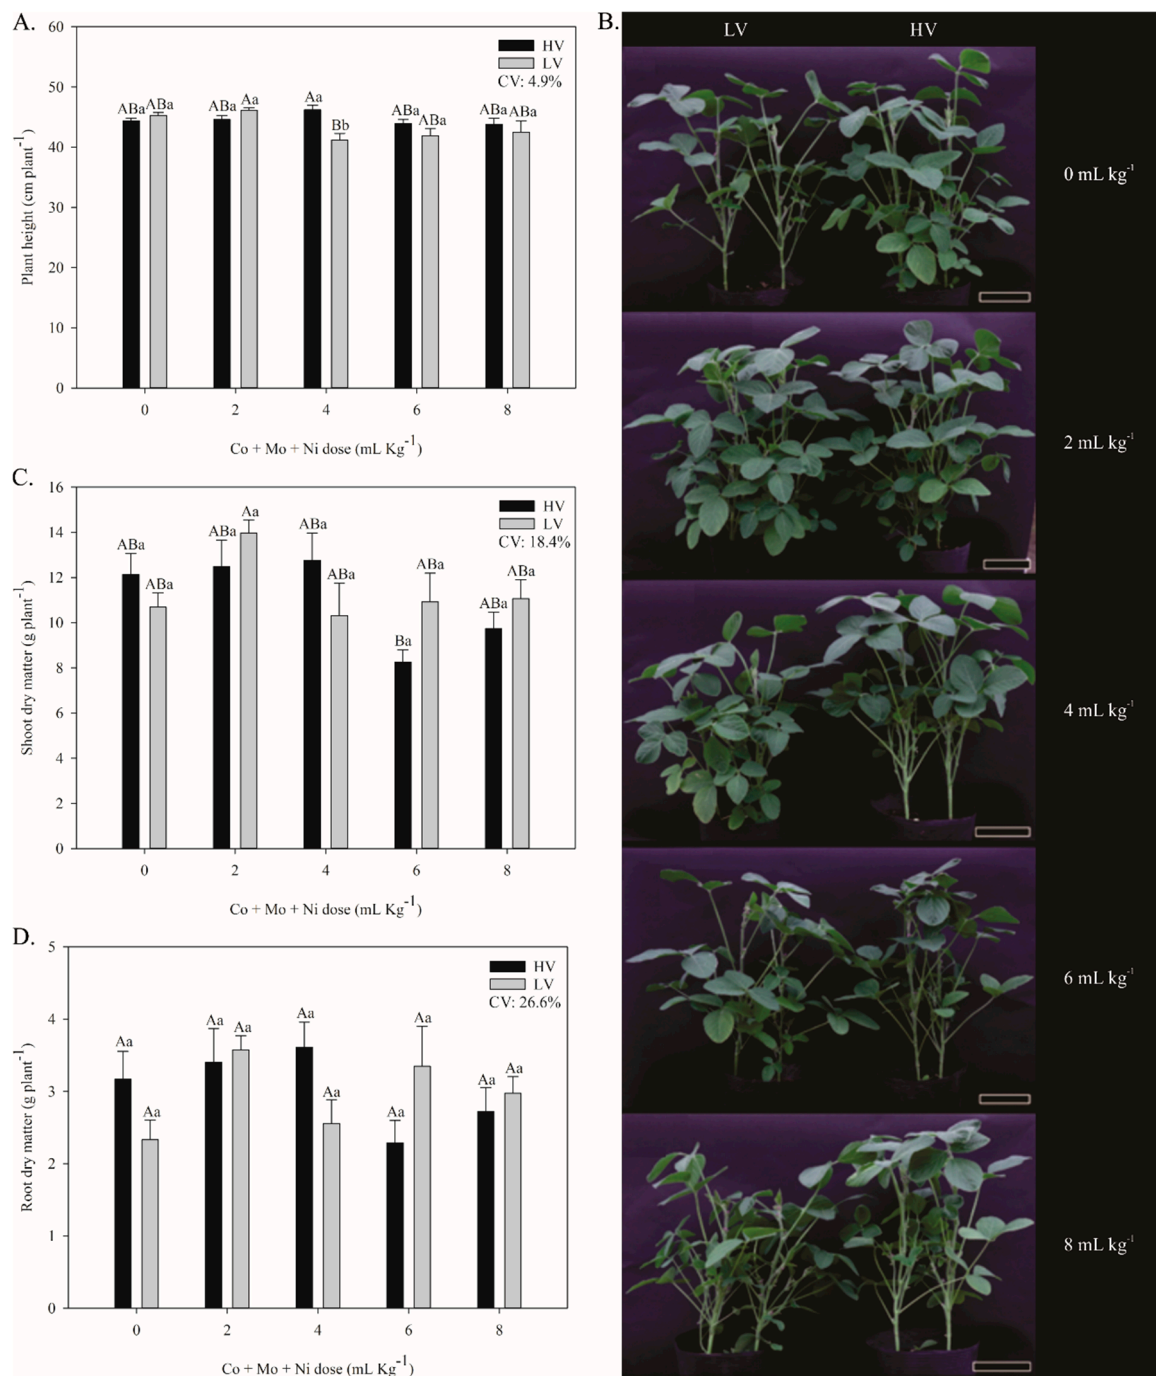 A.
60
50
40
30
20
10
0
Plant height (cm plant⁻¹)
HV
LV
CV: 4.9%
ABa ABa ABa Aa Aa Bb ABa ABa ABa ABa
0 2 4 6 8
Co + Mo + Ni dose (mL Kg⁻¹)
B.
LV HV
0 mL kg⁻¹
2 mL kg⁻¹
4 mL kg⁻¹
6 mL kg⁻¹
8 mL kg⁻¹
C.
16
14
12
10
8
6
4
2
0
Shoot dry matter (g plant⁻¹)
HV
LV
CV: 18.4%
ABa ABa ABa Aa ABa ABa Ba ABa ABa ABa
0 2 4 6 8
Co + Mo + Ni dose (mL Kg⁻¹)
D.
5
4
3
2
1
0
Root dry matter (g plant⁻¹)
HV
LV
CV: 26.6%
Aa Aa Aa Aa Aa Aa Aa Aa Aa Aa
0 2 4 6 8
Co + Mo + Ni dose (mL Kg⁻¹)